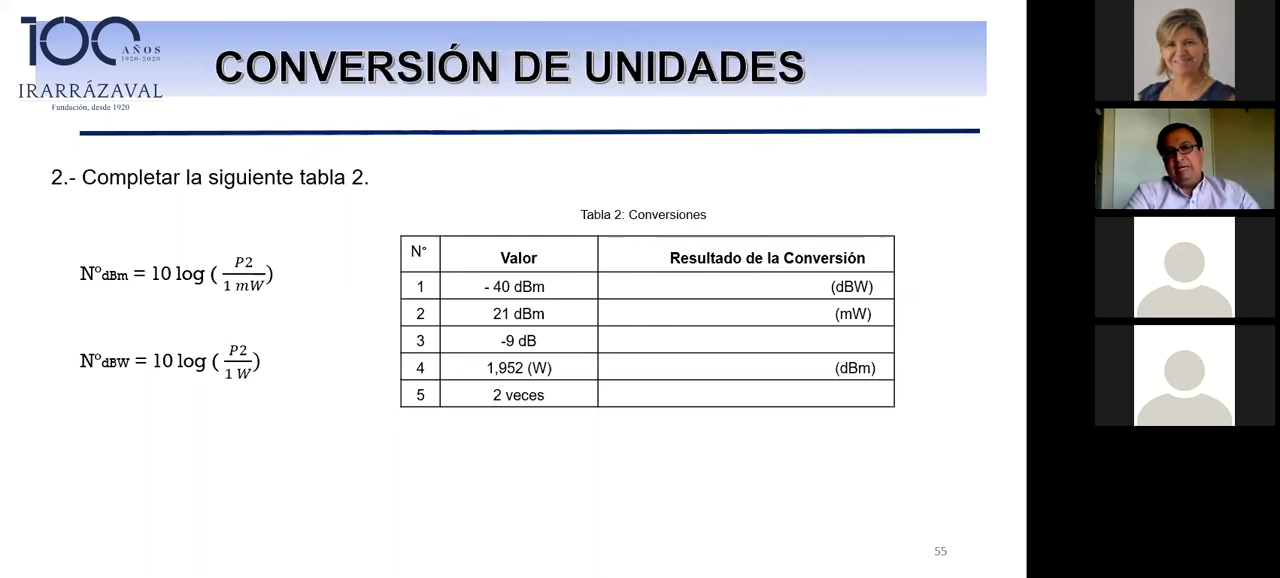 100
AÑOS
1920-2020
IRARRÁZAVAL
Fundación, desde 1920
CONVERSIÓN DE UNIDADES
2.- Completar la siguiente tabla 2.
Tabla 2: Conversiones
N° Valor Resultado de la Conversión
1 - 40 dBm (dBW)
2 21 dBm (mW)
3 -9 dB
4 1,952 (W) (dBm)
5 2 veces
N°dBm = 10 log ( P2 / 1 mW )
N°dBW = 10 log ( P2 / 1 W )
55